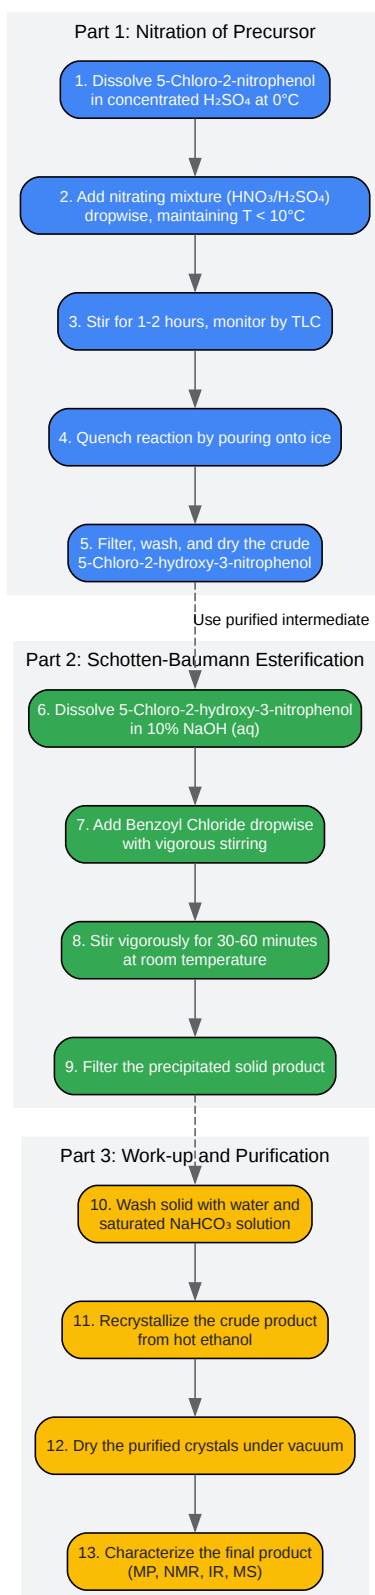 Part 1: Nitration of Precursor
1. Dissolve 5-Chloro-2-nitrophenol
in concentrated H₂SO₄ at 0°C
2. Add nitrating mixture (HNO₃/H₂SO₄)
dropwise, maintaining T < 10°C
3. Stir for 1-2 hours, monitor by TLC
4. Quench reaction by pouring onto ice
5. Filter, wash, and dry the crude
5-Chloro-2-hydroxy-3-nitrophenol
Use purified intermediate
Part 2: Schotten-Baumann Esterification
6. Dissolve 5-Chloro-2-hydroxy-3-nitrophenol
in 10% NaOH (aq)
7. Add Benzoyl Chloride dropwise
with vigorous stirring
8. Stir vigorously for 30-60 minutes
at room temperature
9. Filter the precipitated solid product
Part 3: Work-up and Purification
10. Wash solid with water and
saturated NaHCO₃ solution
11. Recrystallize the crude product
from hot ethanol
12. Dry the purified crystals under vacuum
13. Characterize the final product
(MP, NMR, IR, MS)